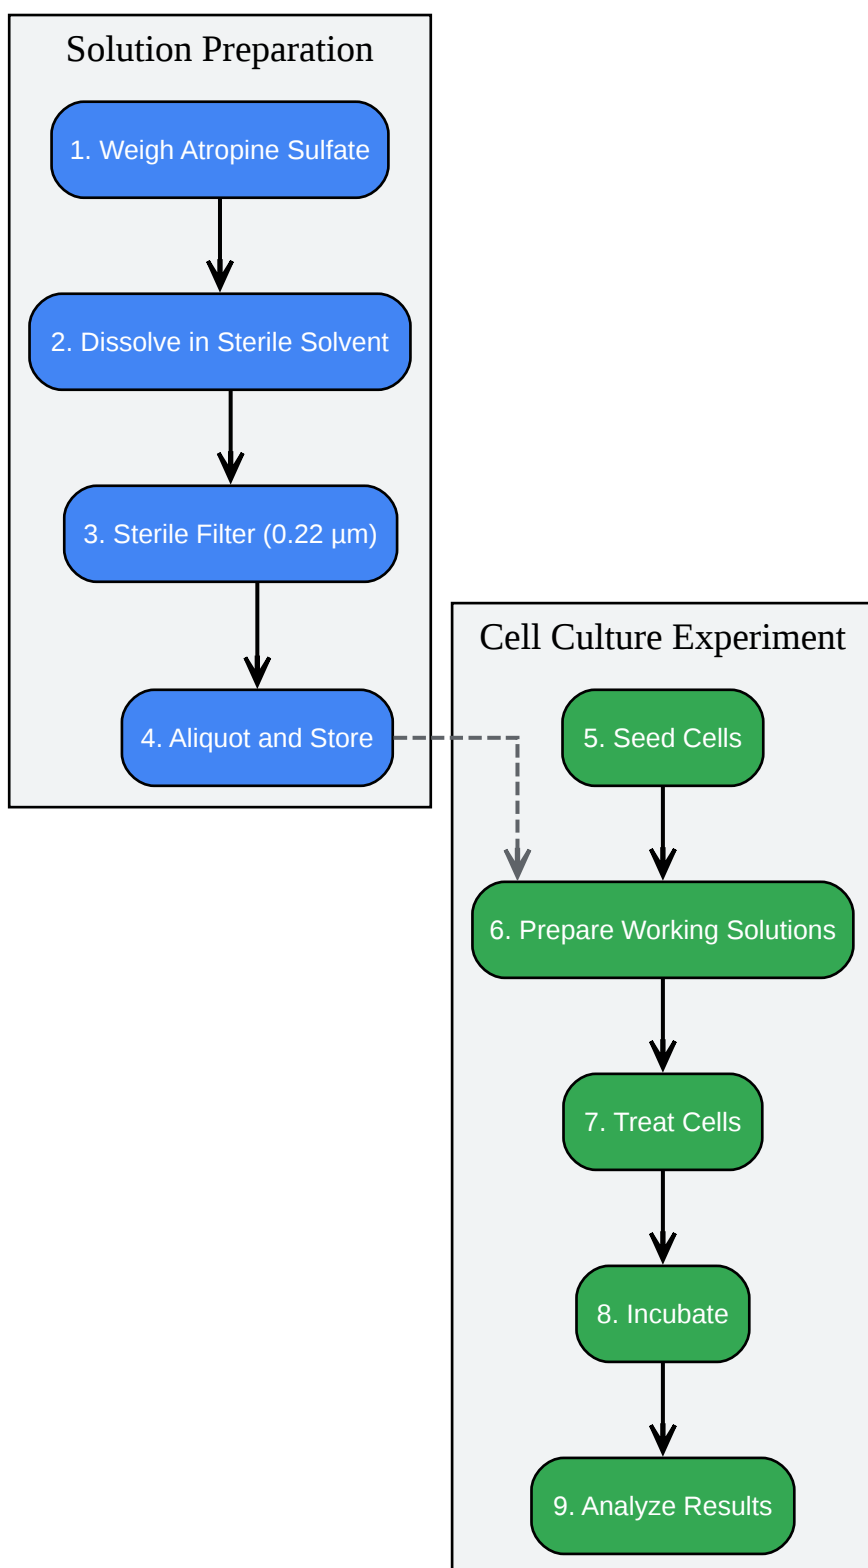 Solution Preparation
1. Weigh Atropine Sulfate
2. Dissolve in Sterile Solvent
3. Sterile Filter (0.22 µm)
4. Aliquot and Store
Cell Culture Experiment
5. Seed Cells
6. Prepare Working Solutions
7. Treat Cells
8. Incubate
9. Analyze Results